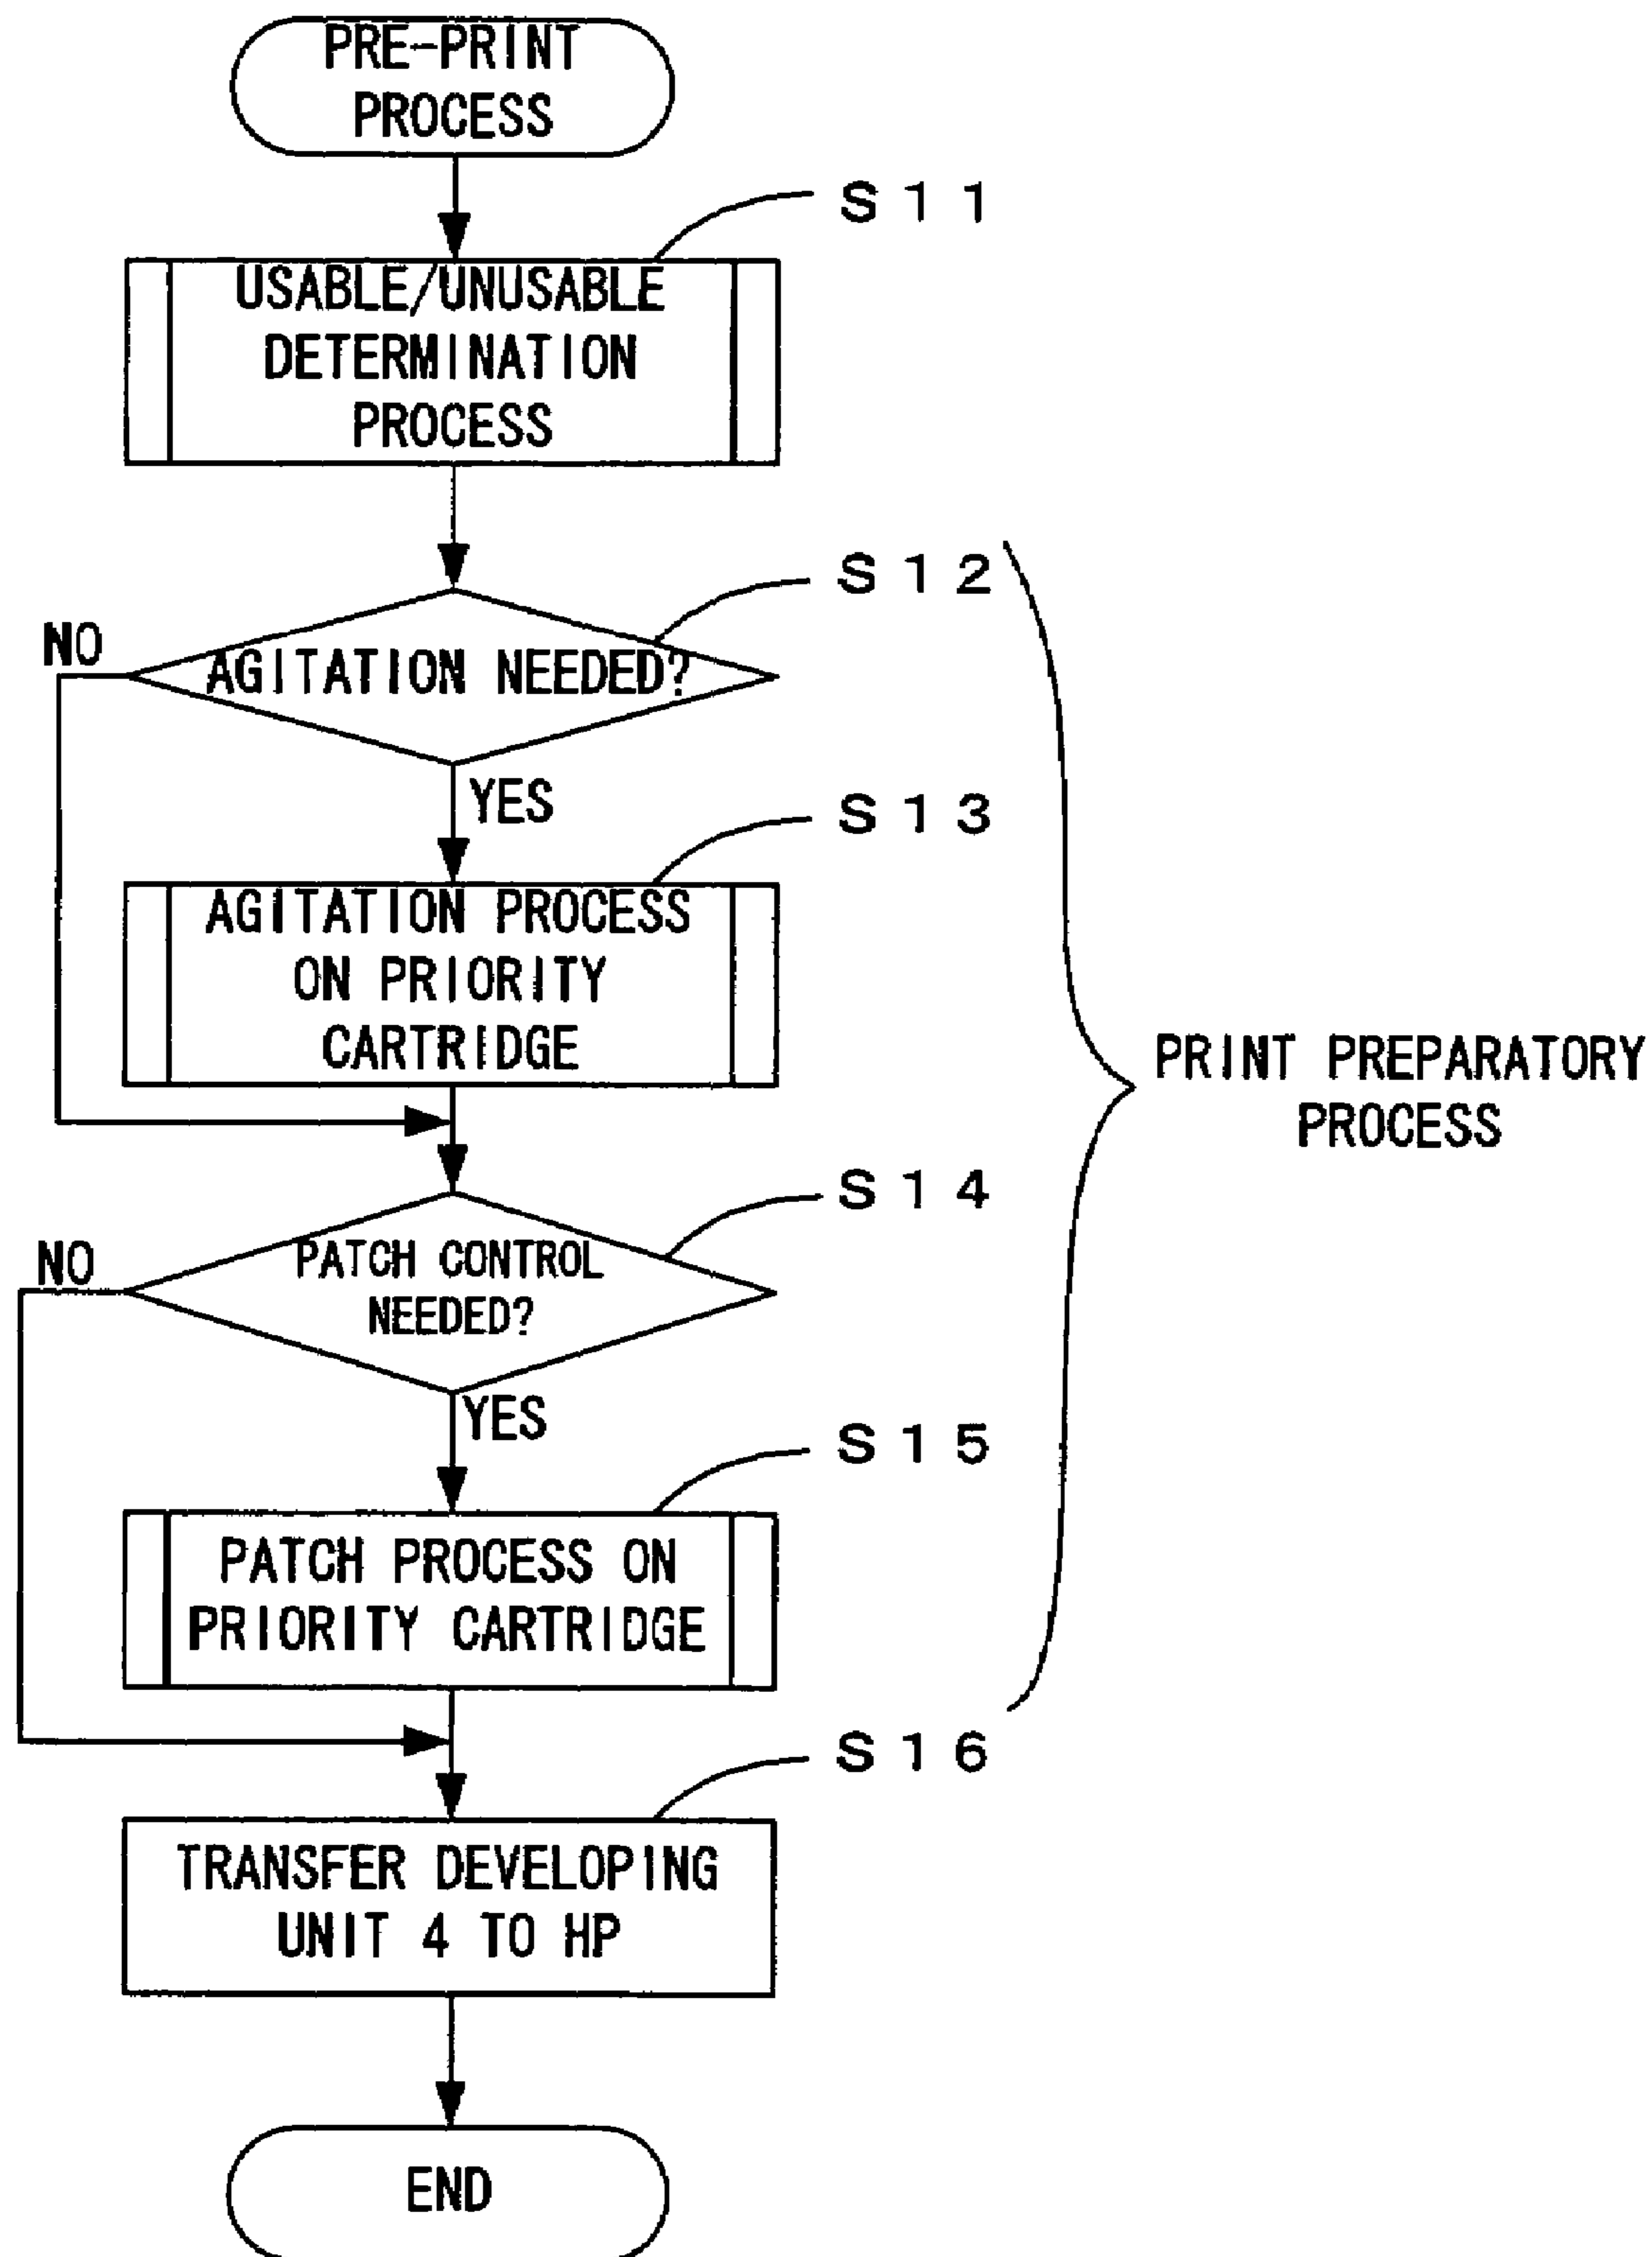 PRE-PRINT
PROCESS
S11
USABLE/UNUSABLE
DETERMINATION
PROCESS
S12
NO
AGITATION NEEDED?
YES
S13
AGITATION PROCESS
ON PRIORITY
CARTRIDGE
PRINT PREPARATORY
PROCESS
S14
NO
PATCH CONTROL
NEEDED?
YES
S15
PATCH PROCESS ON
PRIORITY CARTRIDGE
S16
TRANSFER DEVELOPING
UNIT 4 TO HP
END